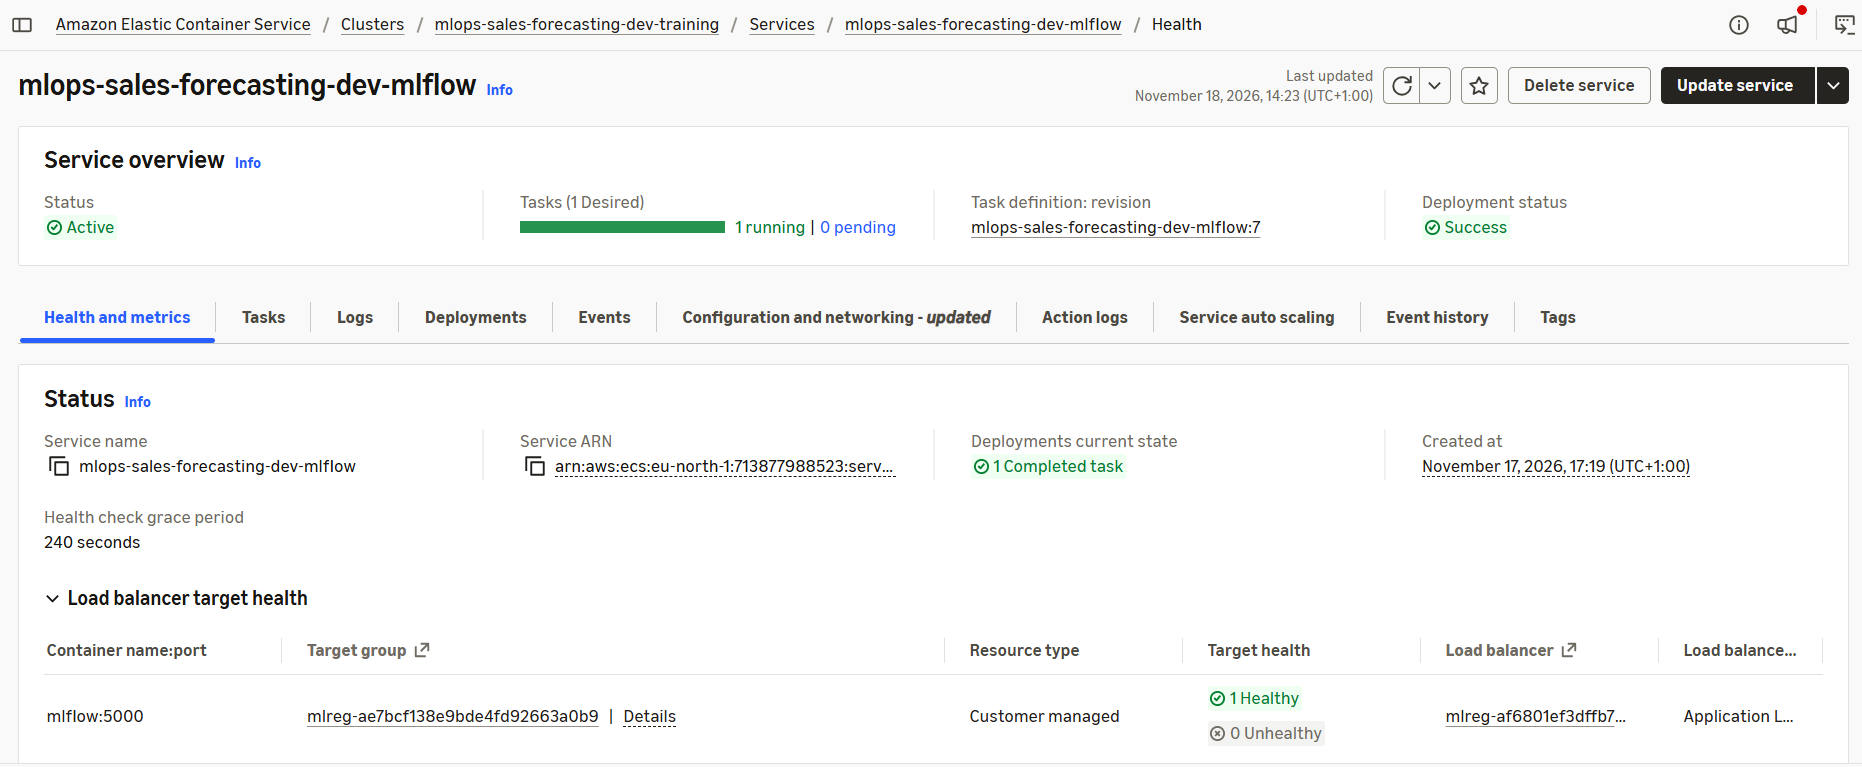 Amazon Elastic Container Service / Clusters / mlops-sales-forecasting-dev-training / Services / mlops-sales-forecasting-dev-mlflow / Health
mlops-sales-forecasting-dev-mlflow Info
Last updated
November 18, 2026, 14:23 (UTC+1:00)
Delete service
Update service
Service overview Info
Status
Active
Tasks (1 Desired)
1 running | 0 pending
Task definition: revision
mlops-sales-forecasting-dev-mlflow:7
Deployment status
Success
Health and metrics
Tasks
Logs
Deployments
Events
Configuration and networking - updated
Action logs
Service auto scaling
Event history
Tags
Status Info
Service name
mlops-sales-forecasting-dev-mlflow
Service ARN
arn:aws:ecs:eu-north-1:713877988523:serv...
Deployments current state
1 Completed task
Created at
November 17, 2026, 17:19 (UTC+1:00)
Health check grace period
240 seconds
Load balancer target health
Container name:port
Target group
Resource type
Target health
Load balancer
Load balance...
mlflow:5000
mlreg-ae7bcf138e9bde4fd92663a0b9 | Details
Customer managed
1 Healthy
0 Unhealthy
mlreg-af6801ef3dffb7...
Application L...